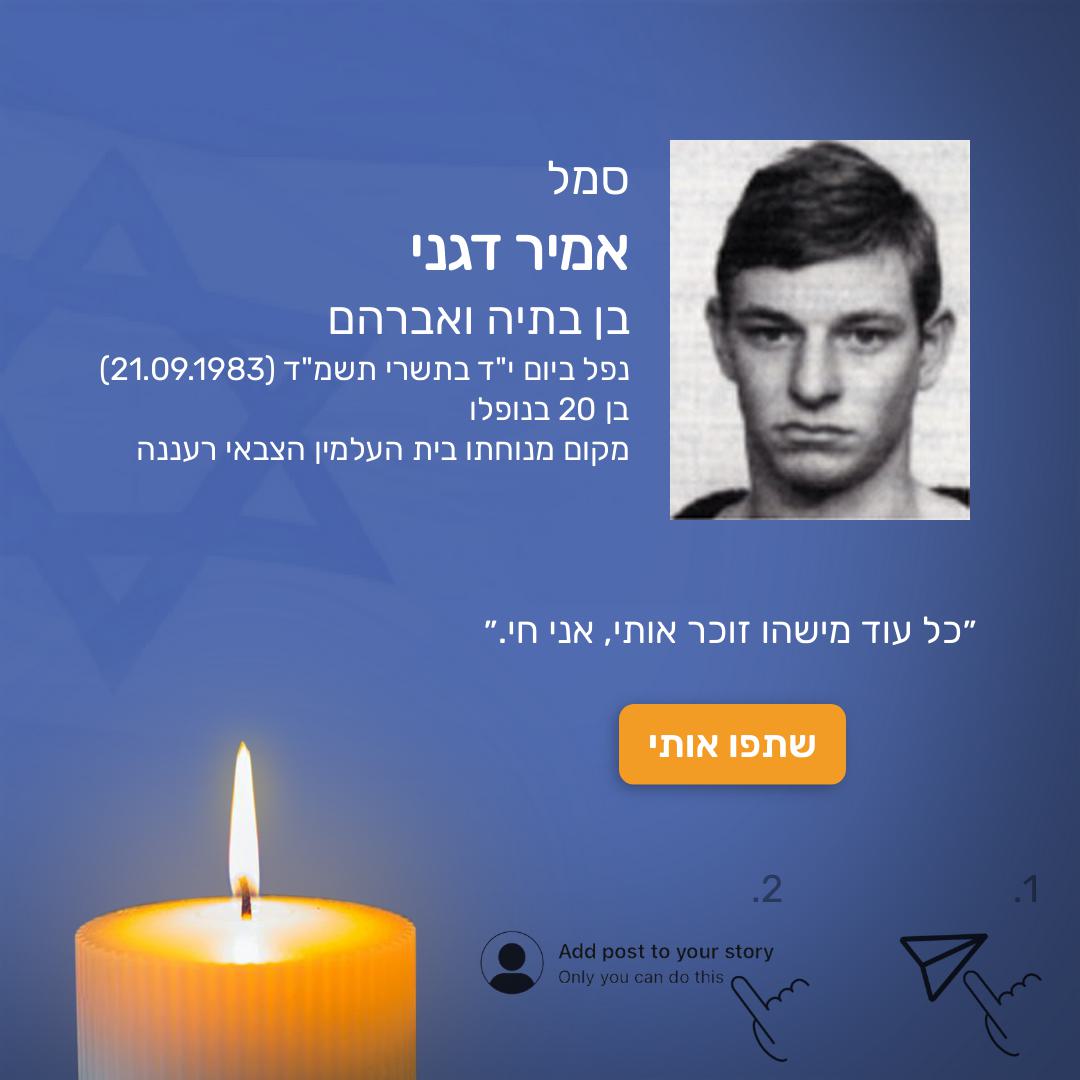 סמל
אמיר דגני
בן בתיה ואברהם
נפל ביום י"ד בתשרי תשמ"ד (21.09.1983)
בן 20 בנופלו
מקום מנוחתו בית העלמין הצבאי רעננה
״כל עוד מישהו זוכר אותי, אני חי.״
שתפו אותי
1.
2.
Add post to your story
Only you can do this